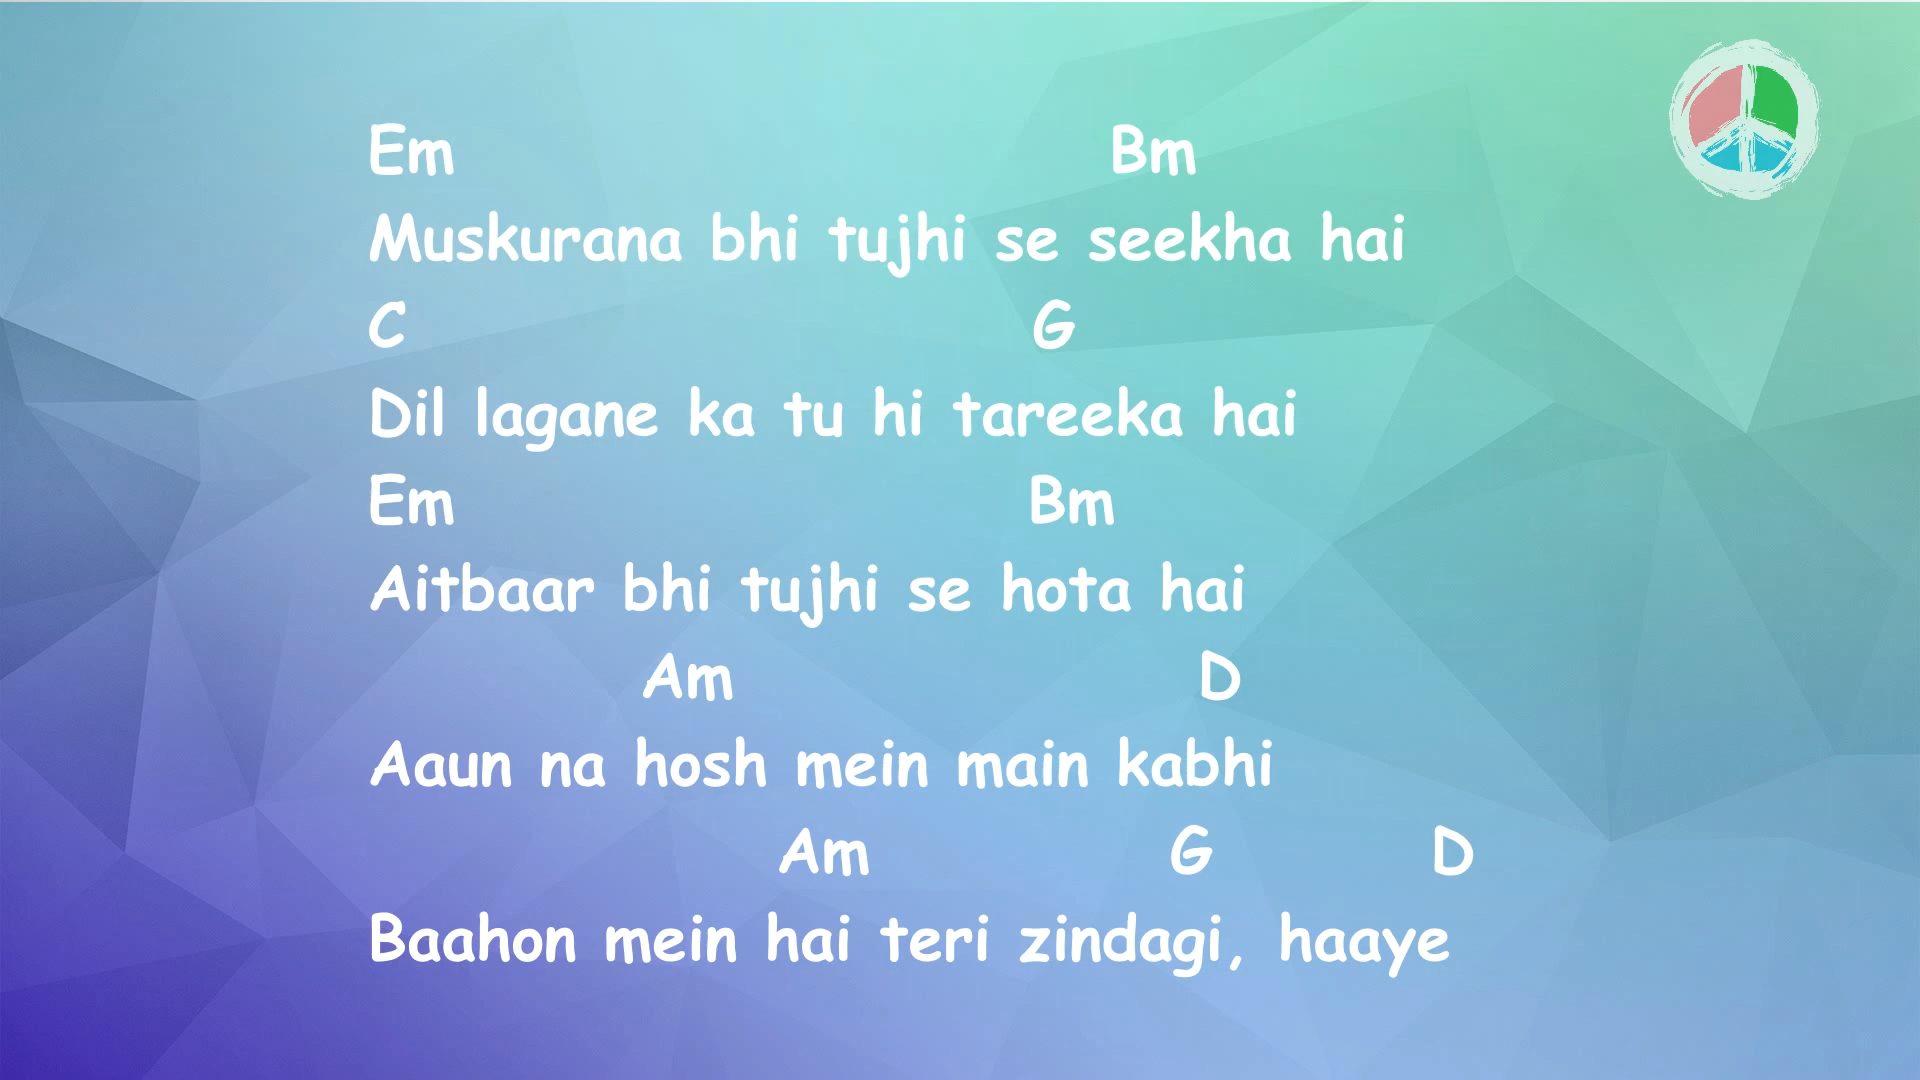 Em Bm
Muskurana bhi tujhi se seekha hai
C G
Dil lagane ka tu hi tareeka hai
Em Bm
Aitbaar bhi tujhi se hota hai
Am D
Aaun na hosh mein main kabhi
Am G D
Baahon mein hai teri zindagi, haaye